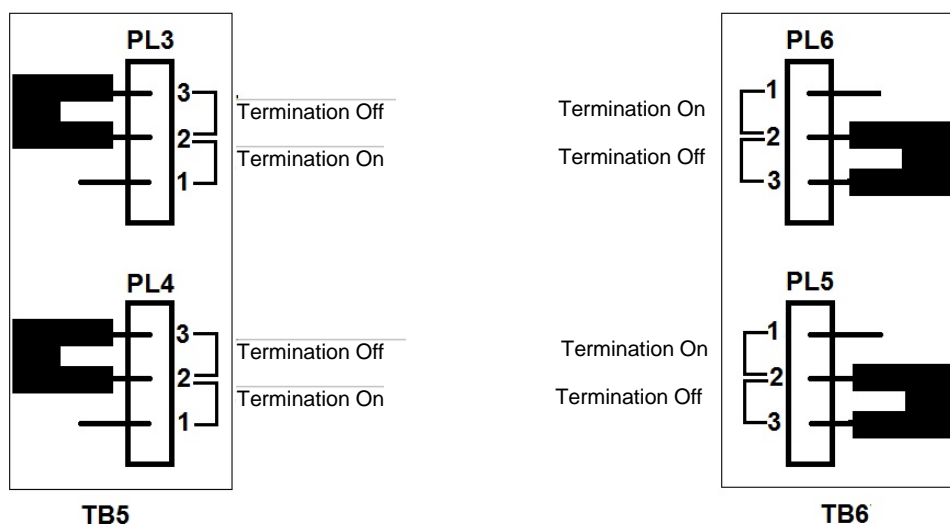 PL3
3
Termination Off
2
Termination On
1
PL4
3
Termination Off
2
Termination On
1
TB5
PL6
1
Termination On
2
Termination Off
3
PL5
1
Termination On
2
Termination Off
3
TB6